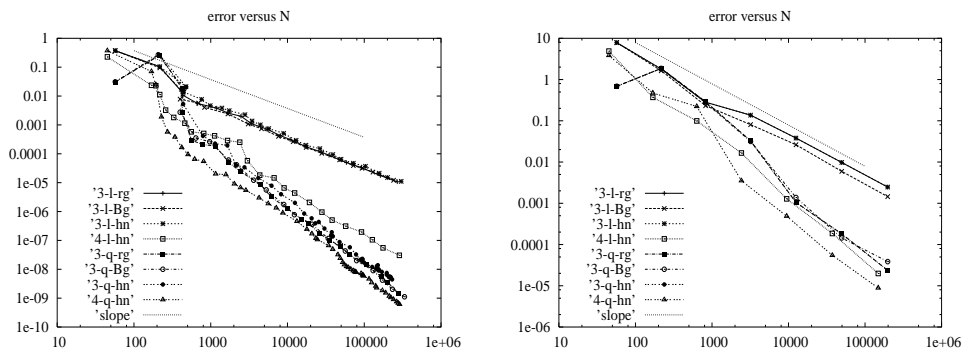 error versus N
1
0.1
0.01
0.001
0.0001
1e-05
1e-06
1e-07
1e-08
1e-09
1e-10
10
100
1000
10000
100000
1e+06
'3-l-rg'
'3-l-Bg'
'3-l-hn'
'4-l-hn'
'3-q-rg'
'3-q-Bg'
'3-q-hn'
'4-q-hn'
'slope'
error versus N
10
1
0.1
0.01
0.001
0.0001
1e-05
1e-06
10
100
1000
10000
100000
1e+06
'3-l-rg'
'3-l-Bg'
'3-l-hn'
'4-l-hn'
'3-q-rg'
'3-q-Bg'
'3-q-hn'
'4-q-hn'
'slope'